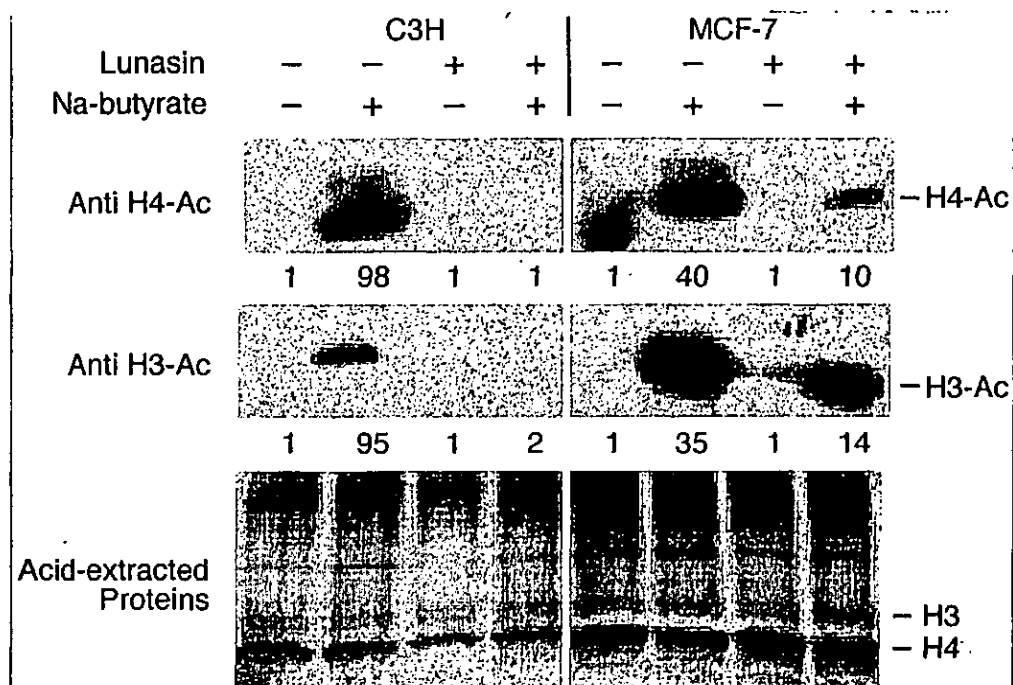 C3H MCF-7
Lunasin − − + + − − + +
Na-butyrate − + − + − + − +
Anti H4-Ac − H4-Ac
1 98 1 1 1 40 1 10
Anti H3-Ac − H3-Ac
1 95 1 2 1 35 1 14
Acid-extracted
Proteins
− H3
− H4